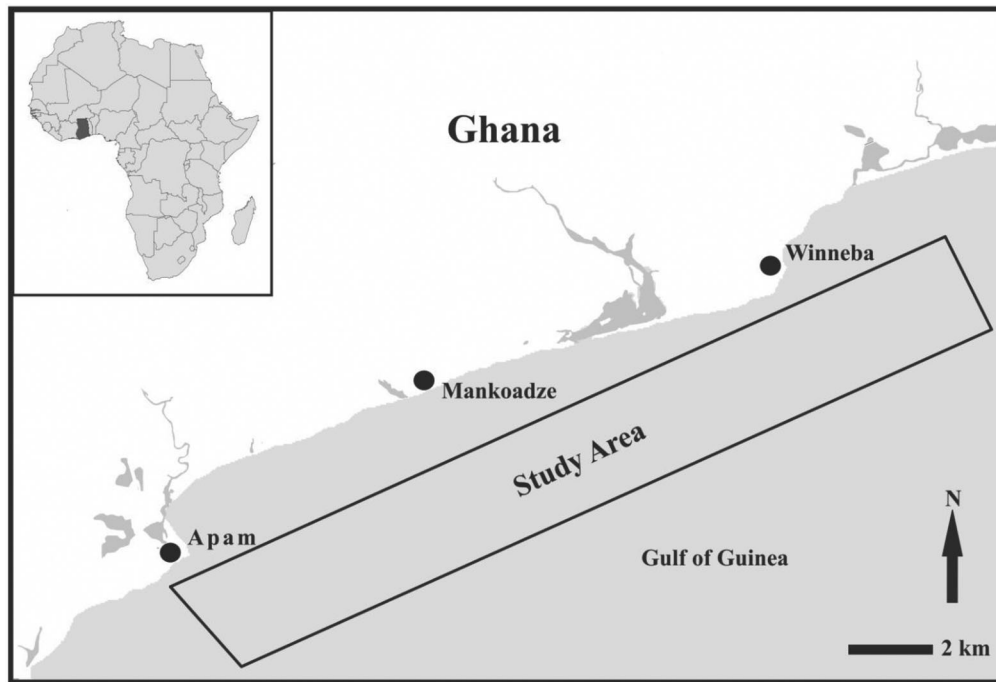 Ghana
Winneba
Mankoadze
Study Area
Apam
Gulf of Guinea
N
2 km